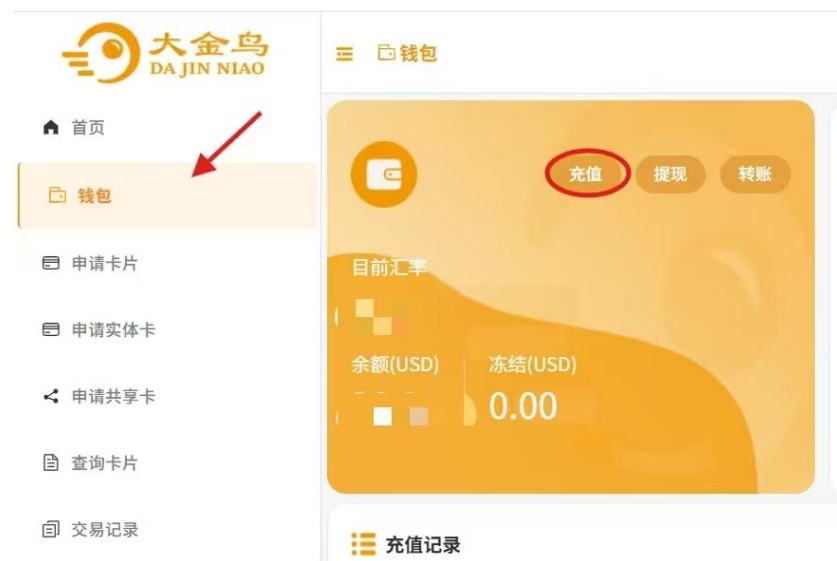 大金鸟
DA JIN NIAO
首页
钱包
申请卡片
申请实体卡
申请共享卡
查询卡片
交易记录
钱包
充值
提现
转账
目前汇率
余额(USD)
冻结(USD)
0.00
充值记录